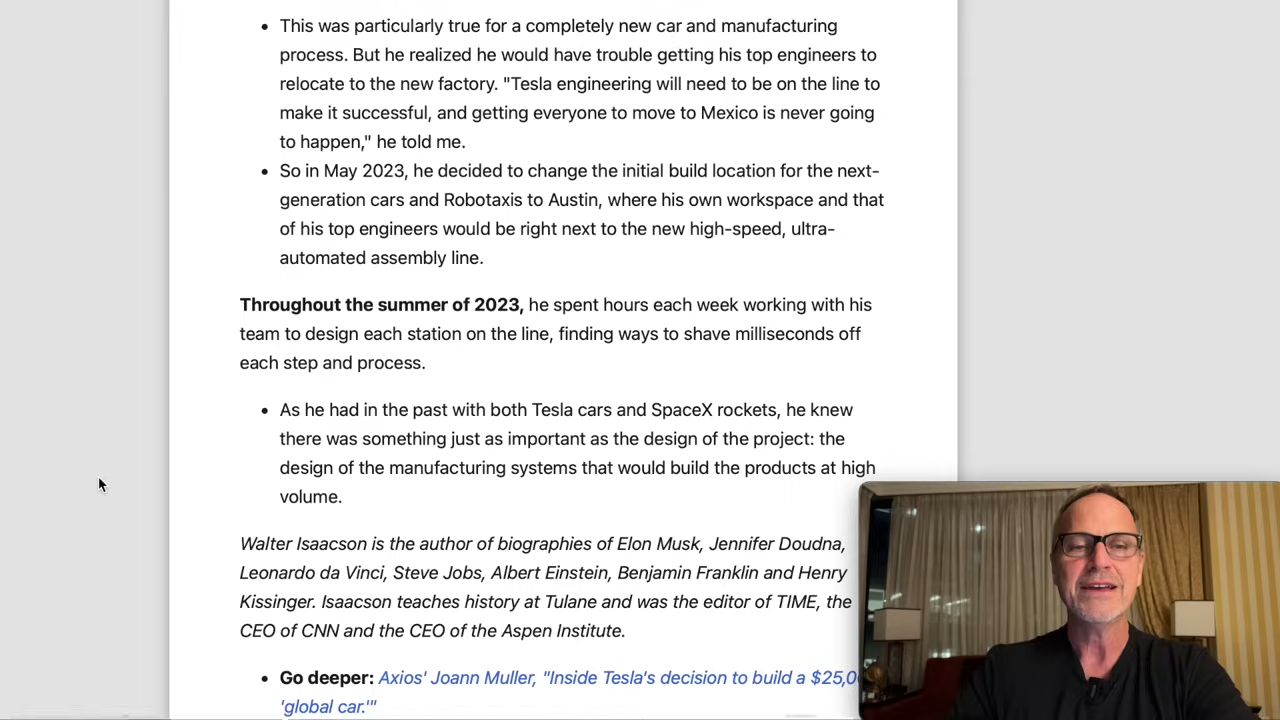 • This was particularly true for a completely new car and manufacturing
process. But he realized he would have trouble getting his top engineers to
relocate to the new factory. "Tesla engineering will need to be on the line to
make it successful, and getting everyone to move to Mexico is never going
to happen," he told me.
• So in May 2023, he decided to change the initial build location for the next-
generation cars and Robotaxis to Austin, where his own workspace and that
of his top engineers would be right next to the new high-speed, ultra-
automated assembly line.
Throughout the summer of 2023, he spent hours each week working with his
team to design each station on the line, finding ways to shave milliseconds off
each step and process.
• As he had in the past with both Tesla cars and SpaceX rockets, he knew
there was something just as important as the design of the project: the
design of the manufacturing systems that would build the products at high
volume.
Walter Isaacson is the author of biographies of Elon Musk, Jennifer Doudna,
Leonardo da Vinci, Steve Jobs, Albert Einstein, Benjamin Franklin and Henry
Kissinger. Isaacson teaches history at Tulane and was the editor of TIME, the
CEO of CNN and the CEO of the Aspen Institute.
• Go deeper: Axios' Joann Muller, "Inside Tesla's decision to build a
'global car.'"